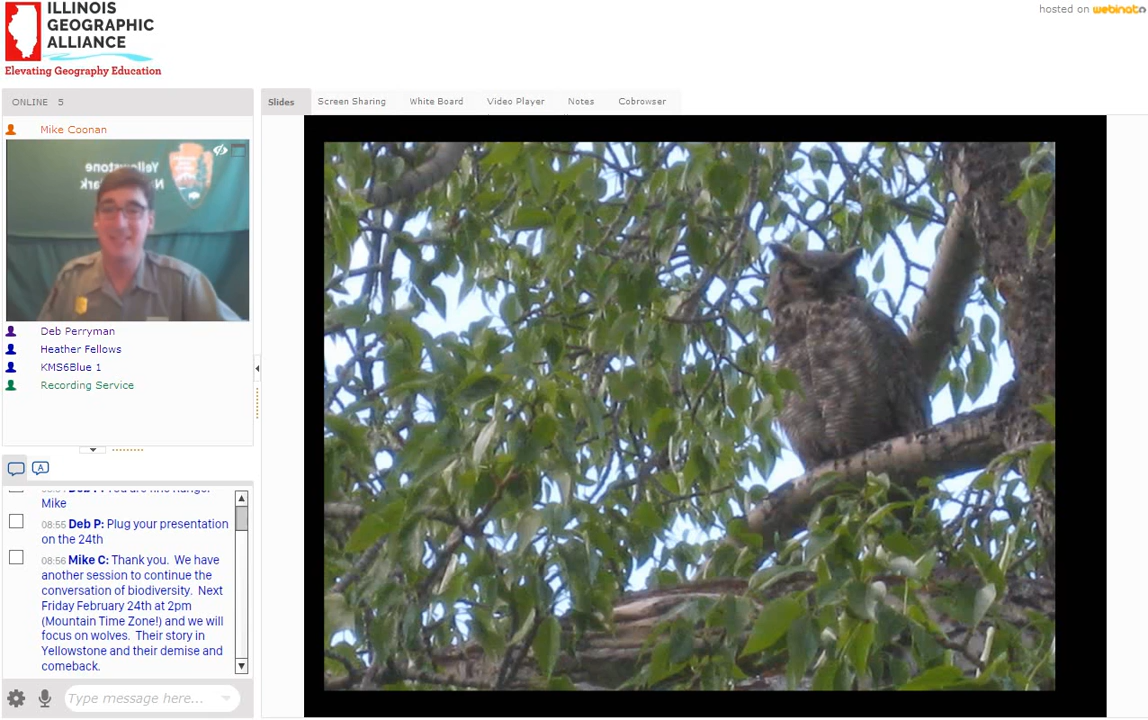 ILLINOIS
GEOGRAPHIC
ALLIANCE
Elevating Geography Education
hosted on webinato
ONLINE 5
Mike Coonan
Yellowstone
Deb Perryman
Heather Fellows
KMS6Blue 1
Recording Service
Slides Screen Sharing White Board Video Player Notes Cobrowser
Mike
08:55 Deb P: Plug your presentation
on the 24th
08:56 Mike C: Thank you. We have
another session to continue the
conversation of biodiversity. Next
Friday February 24th at 2pm
(Mountain Time Zone!) and we will
focus on wolves. Their story in
Yellowstone and their demise and
comeback.
Type message here...